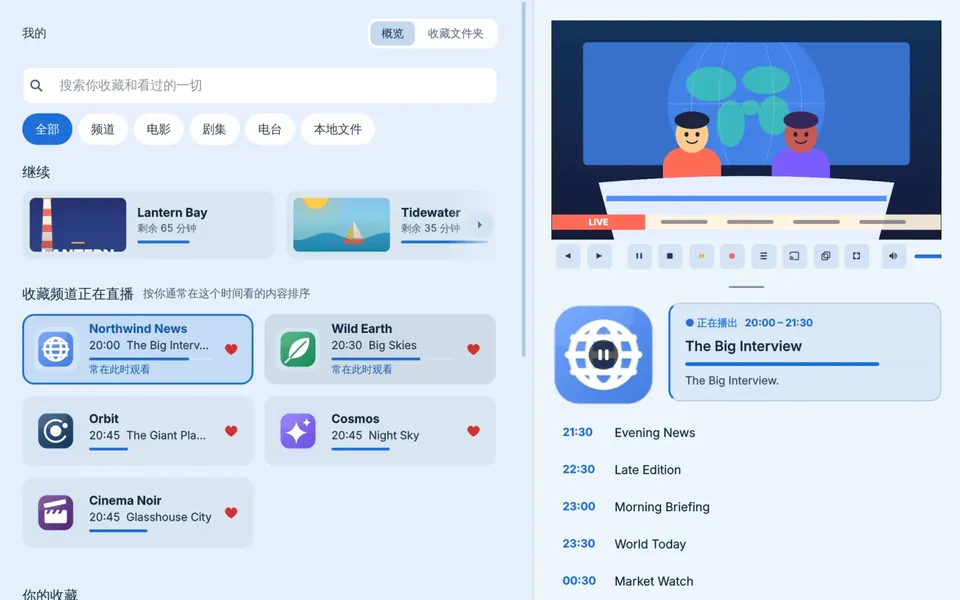 我的
概览
收藏文件夹
搜索你收藏和看过的一切
全部
频道
电影
剧集
电台
本地文件
继续
Lantern Bay
剩余 65 分钟
Tidewater
剩余 35 分钟
收藏频道正在直播 按你通常在这个时间看的内容排序
Northwind News
20:00 The Big Interv...
常在此时观看
Wild Earth
20:30 Big Skies
常在此时观看
Orbit
20:45 The Giant Pla...
Cosmos
20:45 Night Sky
Cinema Noir
20:45 Glasshouse City
你的收藏
LIVE
正在播出 20:00 – 21:30
The Big Interview
The Big Interview.
21:30 Evening News
22:30 Late Edition
23:00 Morning Briefing
23:30 World Today
00:30 Market Watch